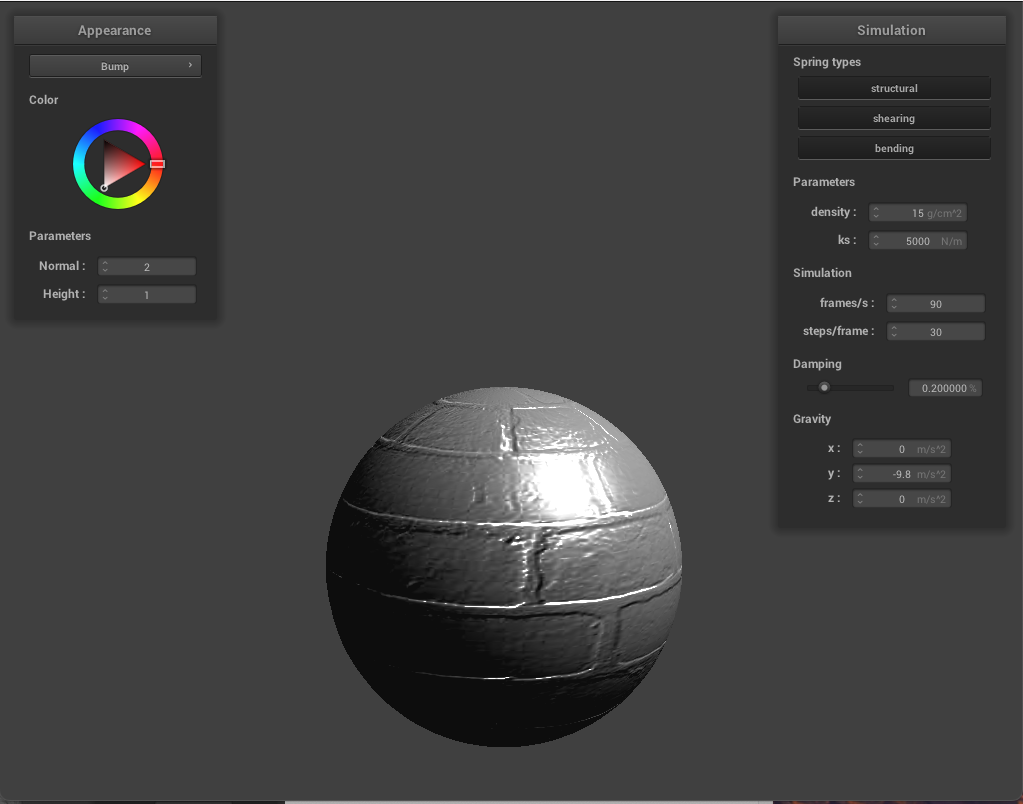 Appearance
Bump
Color
Parameters
Normal : 2
Height : 1
Simulation
Spring types
structural
shearing
bending
Parameters
density : 15 g/cm^2
ks : 5000 N/m
Simulation
frames/s : 90
steps/frame : 30
Damping
0.200000 %
Gravity
x : 0 m/s^2
y : -9.8 m/s^2
z : 0 m/s^2